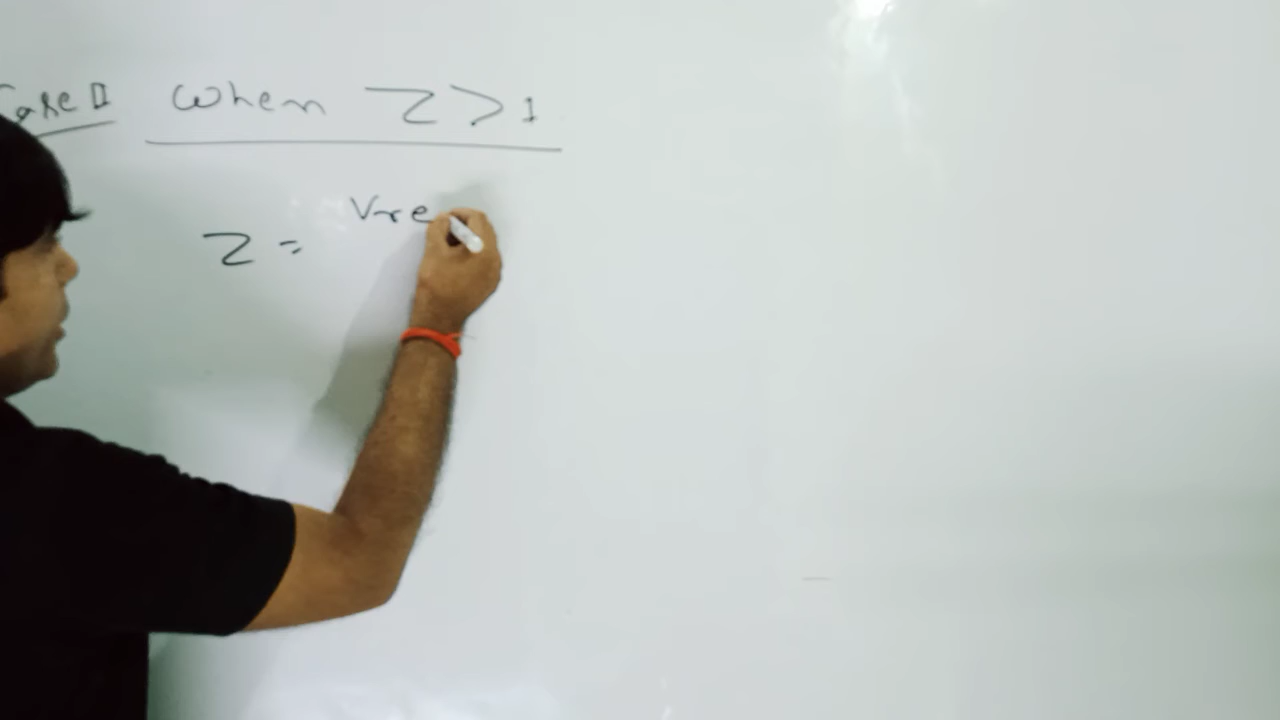 Case II When Z > 1
Z = Vre